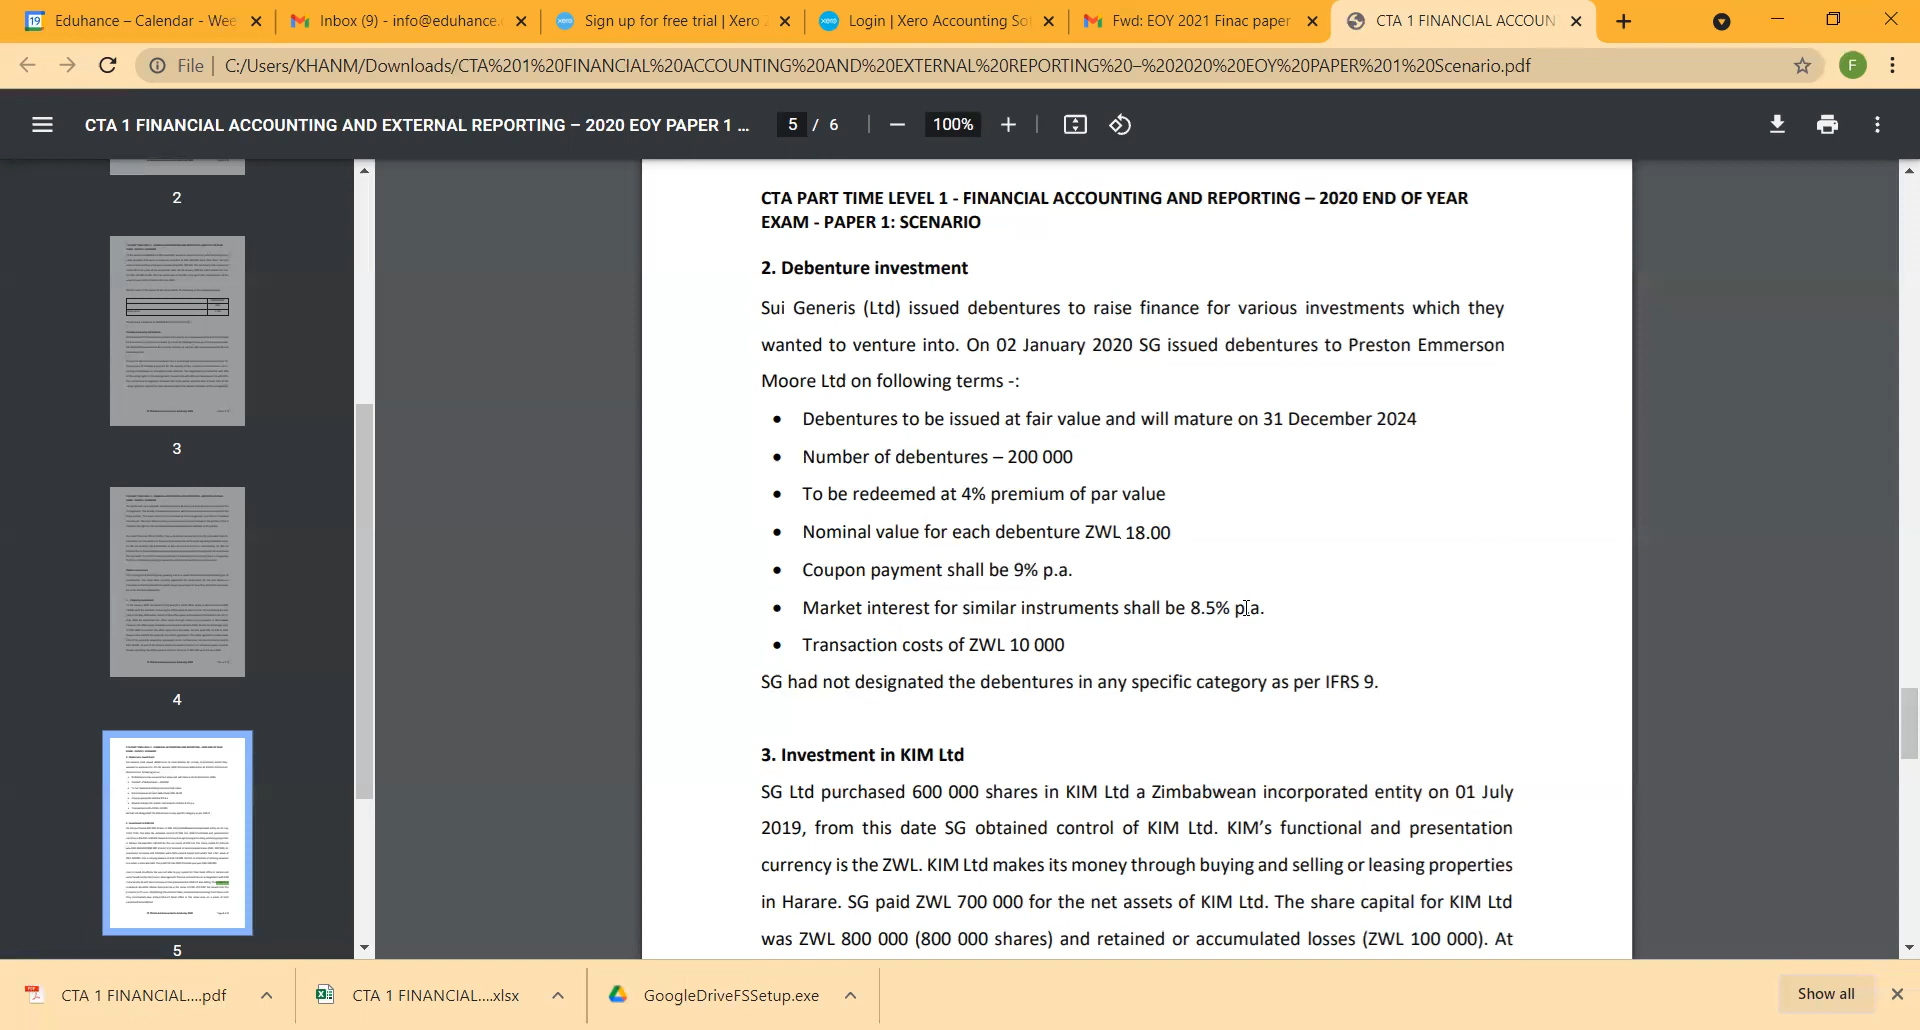 Eduhance – Calendar - Wee
Inbox (9) - info@eduhance.
Sign up for free trial | Xero
Login | Xero Accounting So
Fwd: EOY 2021 Finac paper
CTA 1 FINANCIAL ACCOUN
File | C:/Users/KHANM/Downloads/CTA%201%20FINANCIAL%20ACCOUNTING%20AND%20EXTERNAL%20REPORTING%20–%202020%20EOY%20PAPER%201%20Scenario.pdf
F
CTA 1 FINANCIAL ACCOUNTING AND EXTERNAL REPORTING – 2020 EOY PAPER 1 ...
5 / 6
100%
2
3
4
5
CTA PART TIME LEVEL 1 - FINANCIAL ACCOUNTING AND REPORTING – 2020 END OF YEAR
EXAM - PAPER 1: SCENARIO
2. Debenture investment
Sui Generis (Ltd) issued debentures to raise finance for various investments which they
wanted to venture into. On 02 January 2020 SG issued debentures to Preston Emmerson
Moore Ltd on following terms -:
• Debentures to be issued at fair value and will mature on 31 December 2024
• Number of debentures – 200 000
• To be redeemed at 4% premium of par value
• Nominal value for each debenture ZWL 18.00
• Coupon payment shall be 9% p.a.
• Market interest for similar instruments shall be 8.5% p.a.
• Transaction costs of ZWL 10 000
SG had not designated the debentures in any specific category as per IFRS 9.
3. Investment in KIM Ltd
SG Ltd purchased 600 000 shares in KIM Ltd a Zimbabwean incorporated entity on 01 July
2019, from this date SG obtained control of KIM Ltd. KIM’s functional and presentation
currency is the ZWL. KIM Ltd makes its money through buying and selling or leasing properties
in Harare. SG paid ZWL 700 000 for the net assets of KIM Ltd. The share capital for KIM Ltd
was ZWL 800 000 (800 000 shares) and retained or accumulated losses (ZWL 100 000). At
CTA 1 FINANCIAL....pdf
CTA 1 FINANCIAL....xlsx
GoogleDriveFSSetup.exe
Show all